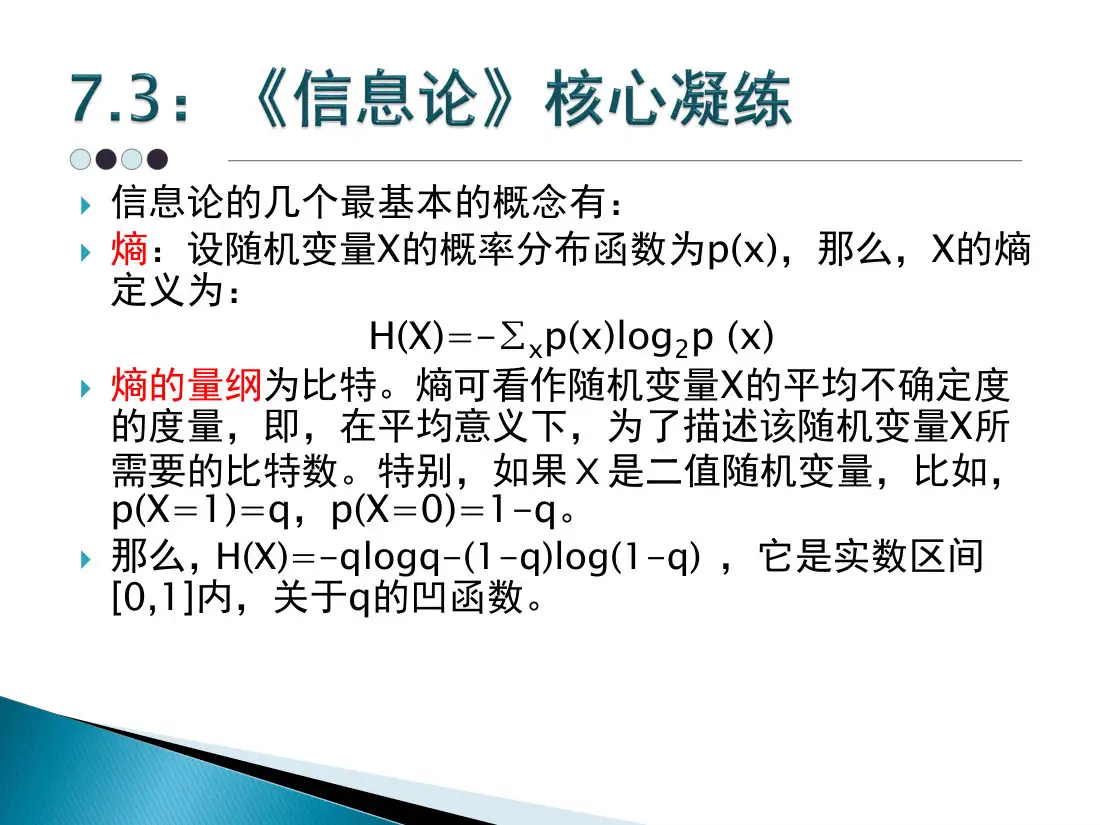 7.3：《信息论》核心凝练
信息论的几个最基本的概念有：
熵：设随机变量X的概率分布函数为p(x)，那么，X的熵
定义为：
H(X)=-∑ₓp(x)log₂p (x)
熵的量纲为比特。熵可看作随机变量X的平均不确定度
的度量，即，在平均意义下，为了描述该随机变量X所
需要的比特数。特别，如果Ｘ是二值随机变量，比如，
p(X=1)=q，p(X=0)=1-q。
那么，H(X)=-qlogq-(1-q)log(1-q) ，它是实数区间
[0,1]内，关于q的凹函数。